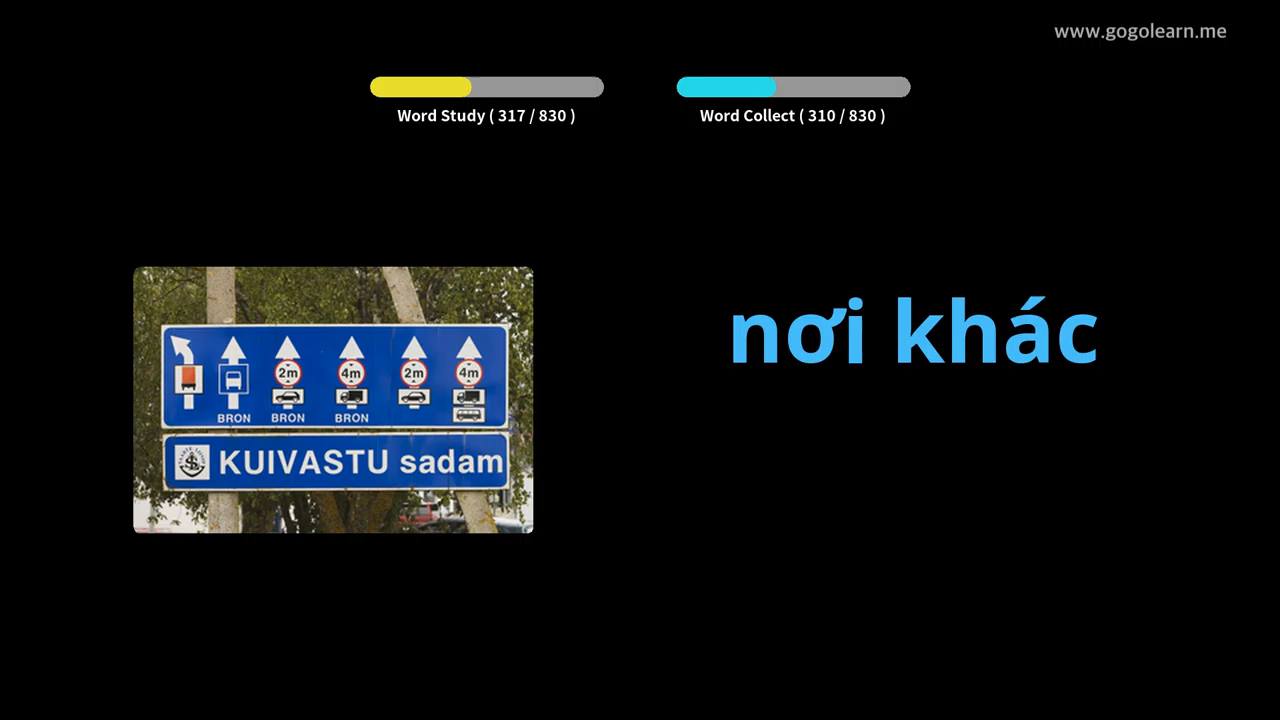 www.gogolearn.me
Word Study ( 317 / 830 )
Word Collect ( 310 / 830 )
nơi khác
2m 4m 2m 4m
BRON BRON BRON
KUIVASTU sadam